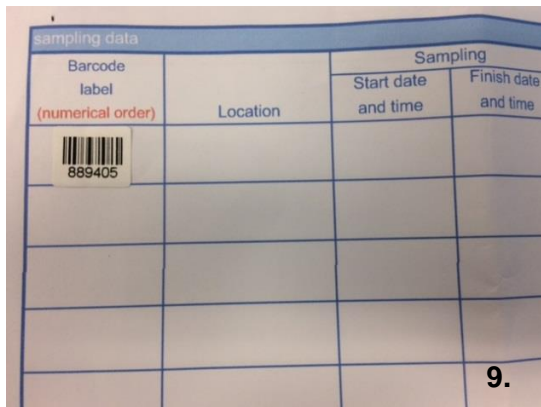 sampling data
Barcode
label
(numerical order)
Location
Sampling
Start date
and time
Finish date
and time
889405
9.